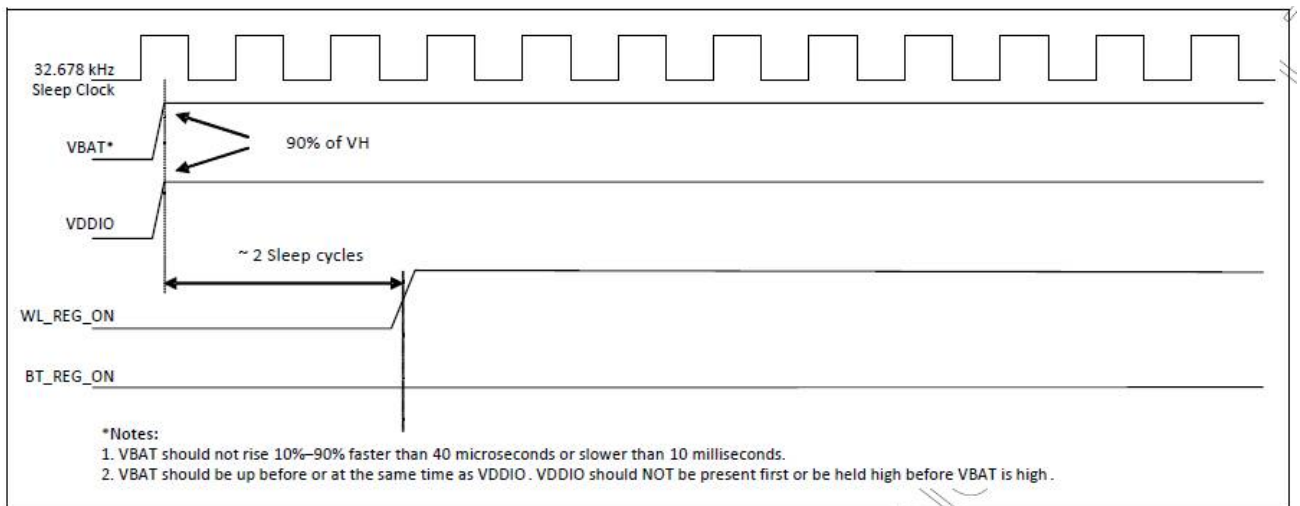 32.678 kHz
Sleep Clock
VBAT*
90% of VH
VDDIO
~ 2 Sleep cycles
WL_REG_ON
BT_REG_ON
*Notes:
1. VBAT should not rise 10%–90% faster than 40 microseconds or slower than 10 milliseconds.
2. VBAT should be up before or at the same time as VDDIO. VDDIO should NOT be present first or be held high before VBAT is high.